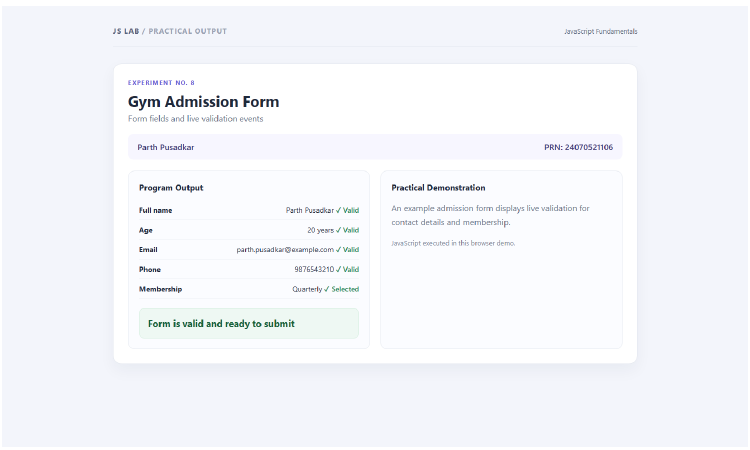 JS LAB / PRACTICAL OUTPUT
JavaScript Fundamentals
EXPERIMENT NO. 8
Gym Admission Form
Form fields and live validation events
Parth Pusadkar
PRN: 24070521106
Program Output
Full name Parth Pusadkar ✓ Valid
Age 20 years ✓ Valid
Email parth.pusadkar@example.com ✓ Valid
Phone 9876543210 ✓ Valid
Membership Quarterly ✓ Selected
Form is valid and ready to submit
Practical Demonstration
An example admission form displays live validation for
contact details and membership.
JavaScript executed in this browser demo.